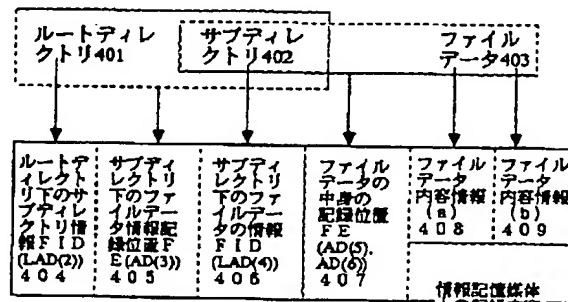 ルートディレ
クトリ401
サブディレ
クトリ402
ファイル
データ403
ルートデ
ィレクト
リ下のサ
ブディレ
クトリ情
報FID
(LAD(2))
404
サブディ
レクトリ
下のファ
イルデー
タ情報記
録位置F
E(AD(3))
405
サブディ
レクトリ
下のファ
イルデー
タの情報
FID
(LAD(4))
406
ファイル
データの
中身の
記録位置
FE
(AD(5).
AD(6))
407
ファイル
データ
内容情報
(a)
408
ファイル
データ
内容情報
(b)
409
情報記憶媒体